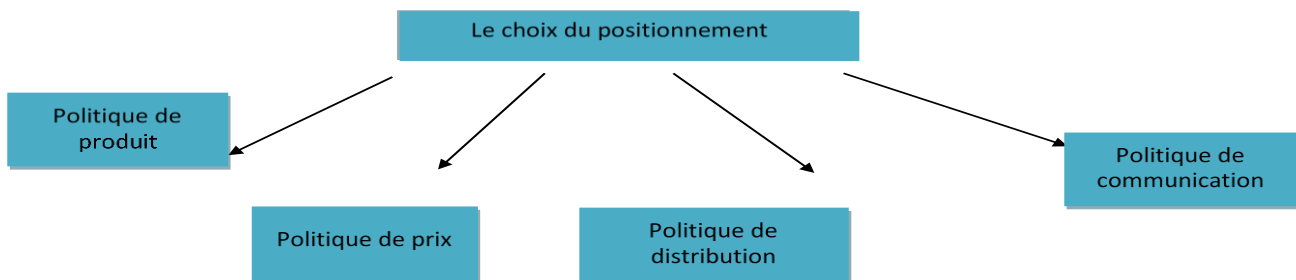 Le choix du positionnement
Politique de
produit
Politique de prix
Politique de
distribution
Politique de
communication